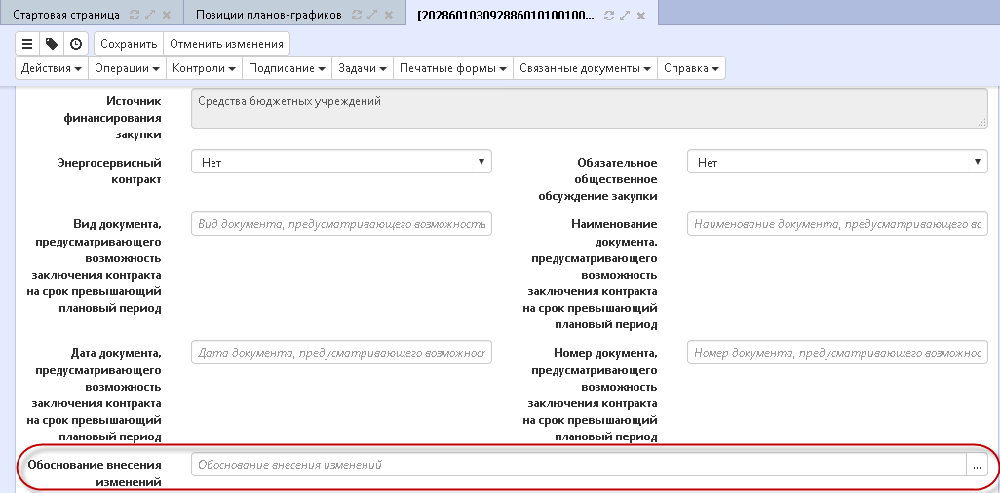 Стартовая страница
Позиции планов-графиков
[202860103092886010100100...
Сохранить
Отменить изменения
Действия
Операции
Контроли
Подписание
Задачи
Печатные формы
Связанные документы
Справка
Источник
финансирования
закупки
Средства бюджетных учреждений
Энергосервисный
контракт
Нет
Обязательное
общественное
обсуждение закупки
Нет
Вид документа,
предусматривающего
возможность
заключения контракта
на срок превышающий
плановый период
Вид документа, предусматривающего возможность
Наименование
документа,
предусматривающего
возможность
заключения контракта
на срок превышающий
плановый период
Наименование документа, предусматривающего вс
Дата документа,
предусматривающего
возможность
заключения контракта
на срок превышающий
плановый период
Дата документа, предусматривающего возможност
Номер документа,
предусматривающего
возможность
заключения контракта
на срок превышающий
плановый период
Номер документа, предусматривающего возможнос
Обоснование внесения
изменений
Обоснование внесения изменений
...